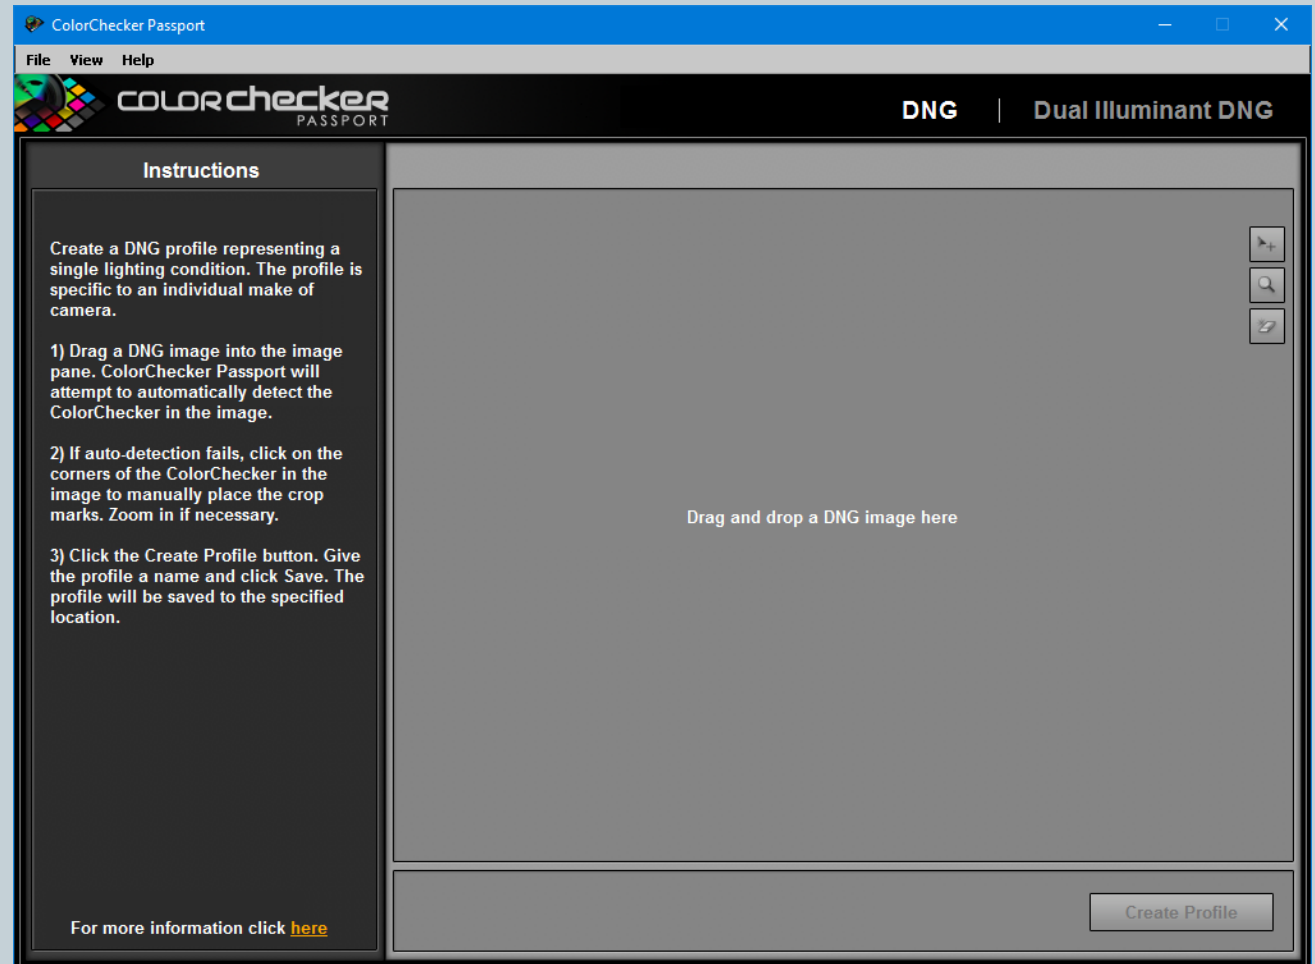 ColorChecker Passport
File View Help
COLOR checker
PASSPORT
DNG | Dual Illuminant DNG
Instructions
Create a DNG profile representing a
single lighting condition. The profile is
specific to an individual make of
camera.
1) Drag a DNG image into the image
pane. ColorChecker Passport will
attempt to automatically detect the
ColorChecker in the image.
2) If auto-detection fails, click on the
corners of the ColorChecker in the
image to manually place the crop
marks. Zoom in if necessary.
3) Click the Create Profile button. Give
the profile a name and click Save. The
profile will be saved to the specified
location.
For more information click here
Drag and drop a DNG image here
Create Profile